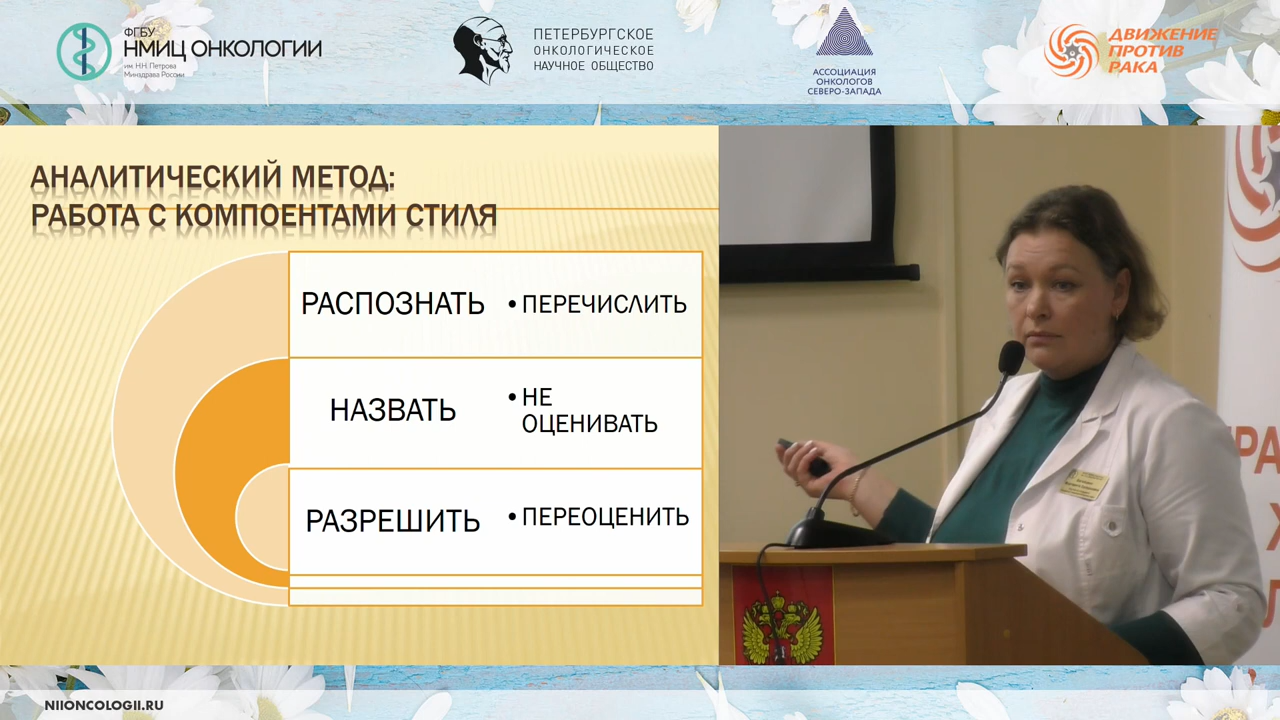 ФГБУ
НМИЦ ОНКОЛОГИИ
им. Н.Н. Петрова
Минздрава России
ПЕТЕРБУРГСКОЕ
ОНКОЛОГИЧЕСКОЕ
НАУЧНОЕ ОБЩЕСТВО
АССОЦИАЦИЯ
ОНКОЛОГОВ
СЕВЕРО-ЗАПАДА
ДВИЖЕНИЕ
ПРОТИВ
РАКА
АНАЛИТИЧЕСКИЙ МЕТОД:
РАБОТА С КОМПОЕНТАМИ СТИЛЯ
РАСПОЗНАТЬ
• ПЕРЕЧИСЛИТЬ
НАЗВАТЬ
• НЕ
ОЦЕНИВАТЬ
РАЗРЕШИТЬ
• ПЕРЕОЦЕНИТЬ
NIIONCOLOGII.RU